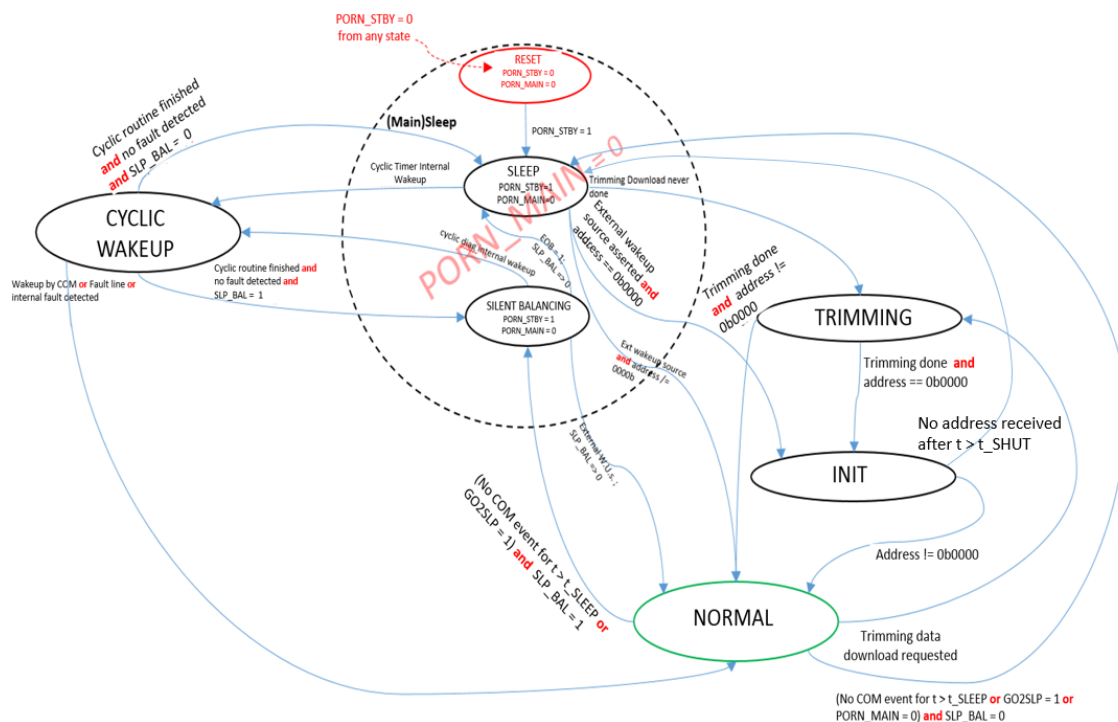 PORN_STBY = 0
from any state
RESET
PORN_STBY = 0
PORN_MAIN = 0
PORN_STBY = 1
(Main)Sleep
Cyclic routine finished
and no fault detected
and SLP_BAL = 0
Cyclic Timer Internal
Wakeup
SLEEP
PORN_STBY=1
PORN_MAIN=0
PORN_MAIN = 0
Trimming Download never
done
External wakeup
source asserted and
address == 0b0000
CYCLIC
WAKEUP
cyclic diag internal wakeup
EOB = 1;
SLP_BAL => 0
Wakeup by COM or Fault line or
internal fault detected
Cyclic routine finished and
no fault detected and
SLP_BAL = 1
SILENT BALANCING
PORN_STBY = 1
PORN_MAIN = 0
Trimming done
and address !=
0b0000
TRIMMING
Ext wakeup source
and address !=
0000b
Trimming done and
address == 0b0000
No address received
after t > t_SHUT
INIT
External W.U.s. ;
SLP_BAL => 0
(No COM event for t > t_SLEEP or
GO2SLP = 1) and SLP_BAL = 1
Address != 0b0000
NORMAL
Trimming data
download requested
(No COM event for t > t_SLEEP or GO2SLP = 1 or
PORN_MAIN = 0) and SLP_BAL = 0